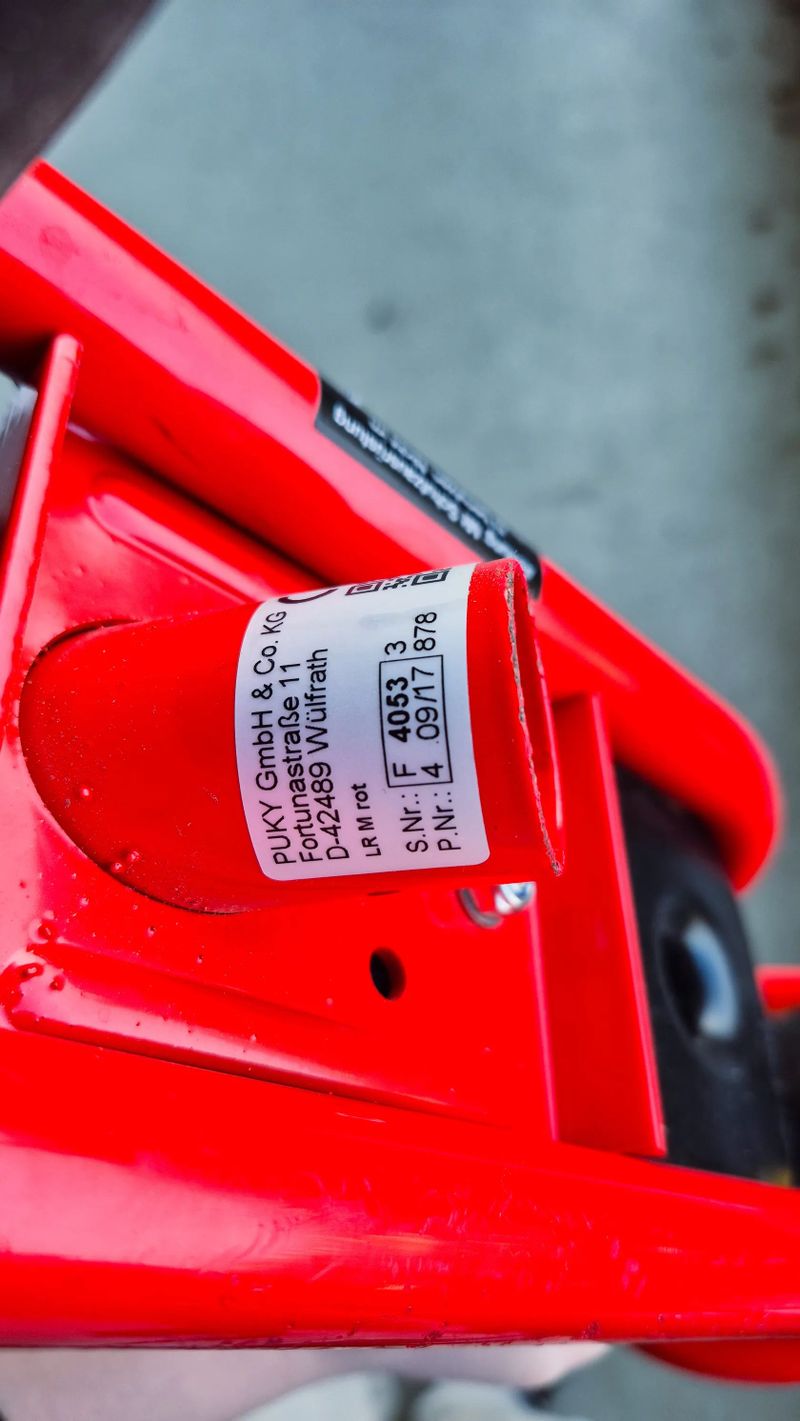 PUKY GmbH & Co. KG
Fortunastraße 11
D-42489 Wülfrath
LR M rot
S.Nr.: F 4053 3
P.Nr.: 4 09/17 878